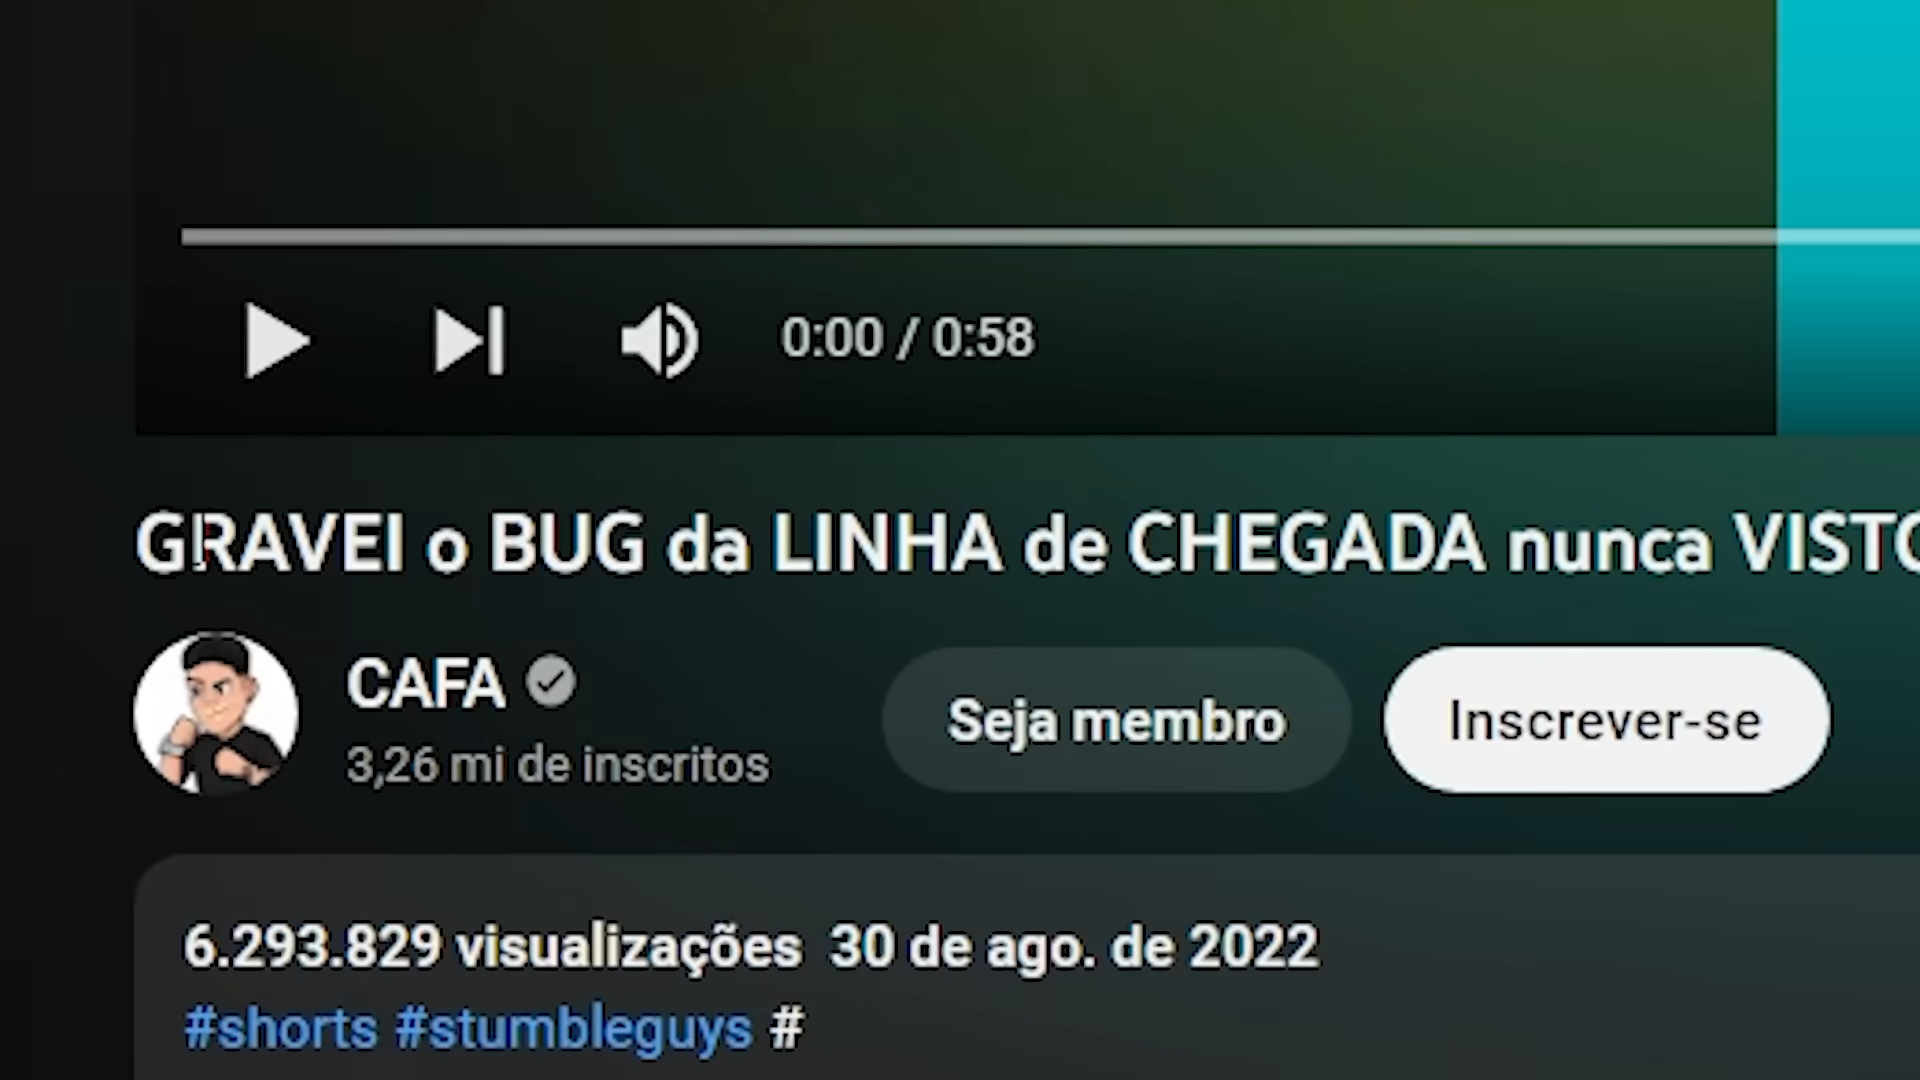 0:00 / 0:58
GRAVEI o BUG da LINHA de CHEGADA nunca VISTO
CAFA
3,26 mi de inscritos
Seja membro
Inscrever-se
6.293.829 visualizações 30 de ago. de 2022
#shorts #stumbleguys #